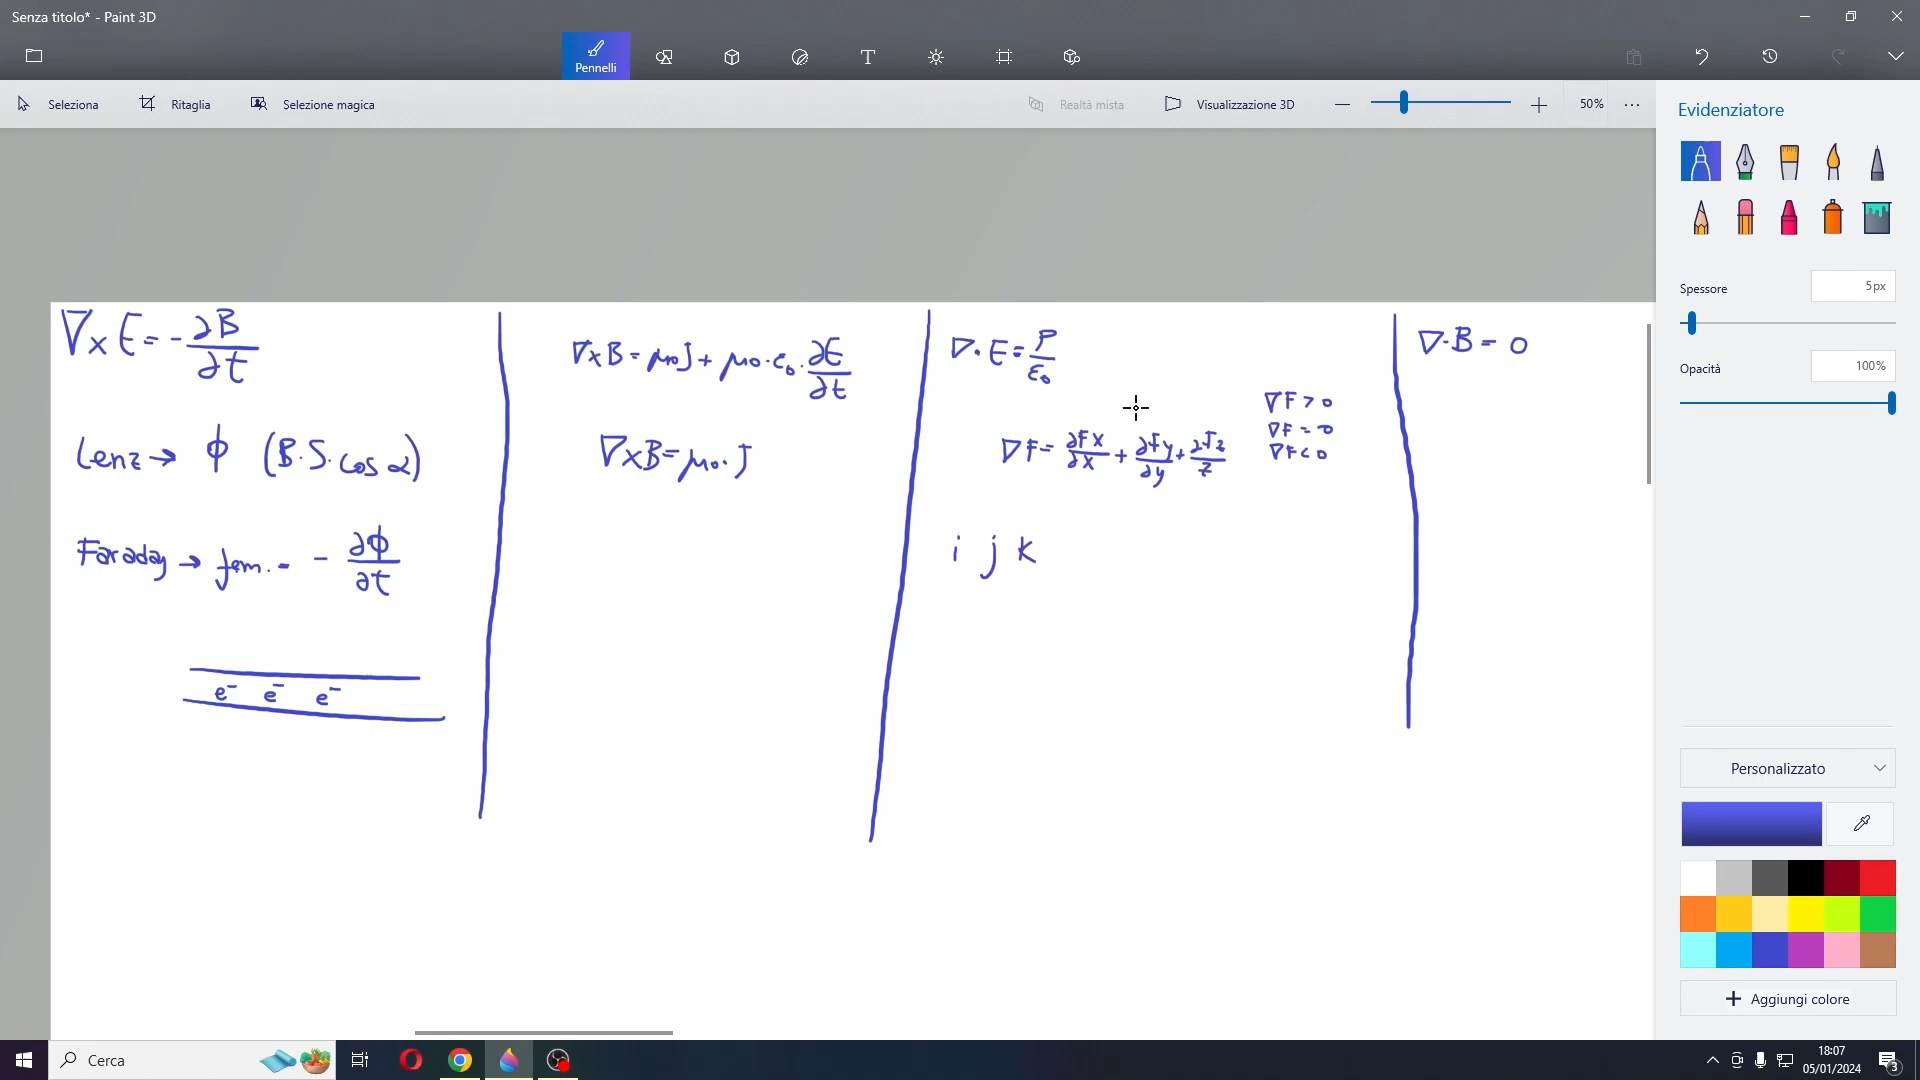 Senza titolo* - Paint 3D
Pennelli
Seleziona
Ritaglia
Selezione magica
Realtà mista
Visualizzazione 3D
50%
Evidenziatore
Spessore
5px
Opacità
100%
∇x E = - ∂B/∂t
Lenz → ϕ (B.S.cos α)
Faraday → fem. = - ∂ϕ/∂t
e⁻ e⁻ e⁻
∇xB = μ₀J + μ₀·ε₀·∂E/∂t
∇xB = μ₀·J
∇·E = ρ/ε₀
∇F = ∂Fx/∂x + ∂Fy/∂y + ∂Fz/z
∇F > 0
∇F = 0
∇F < 0
i j k
∇·B = 0
Personalizzato
Aggiungi colore
Cerca
18:07
05/01/2024
3